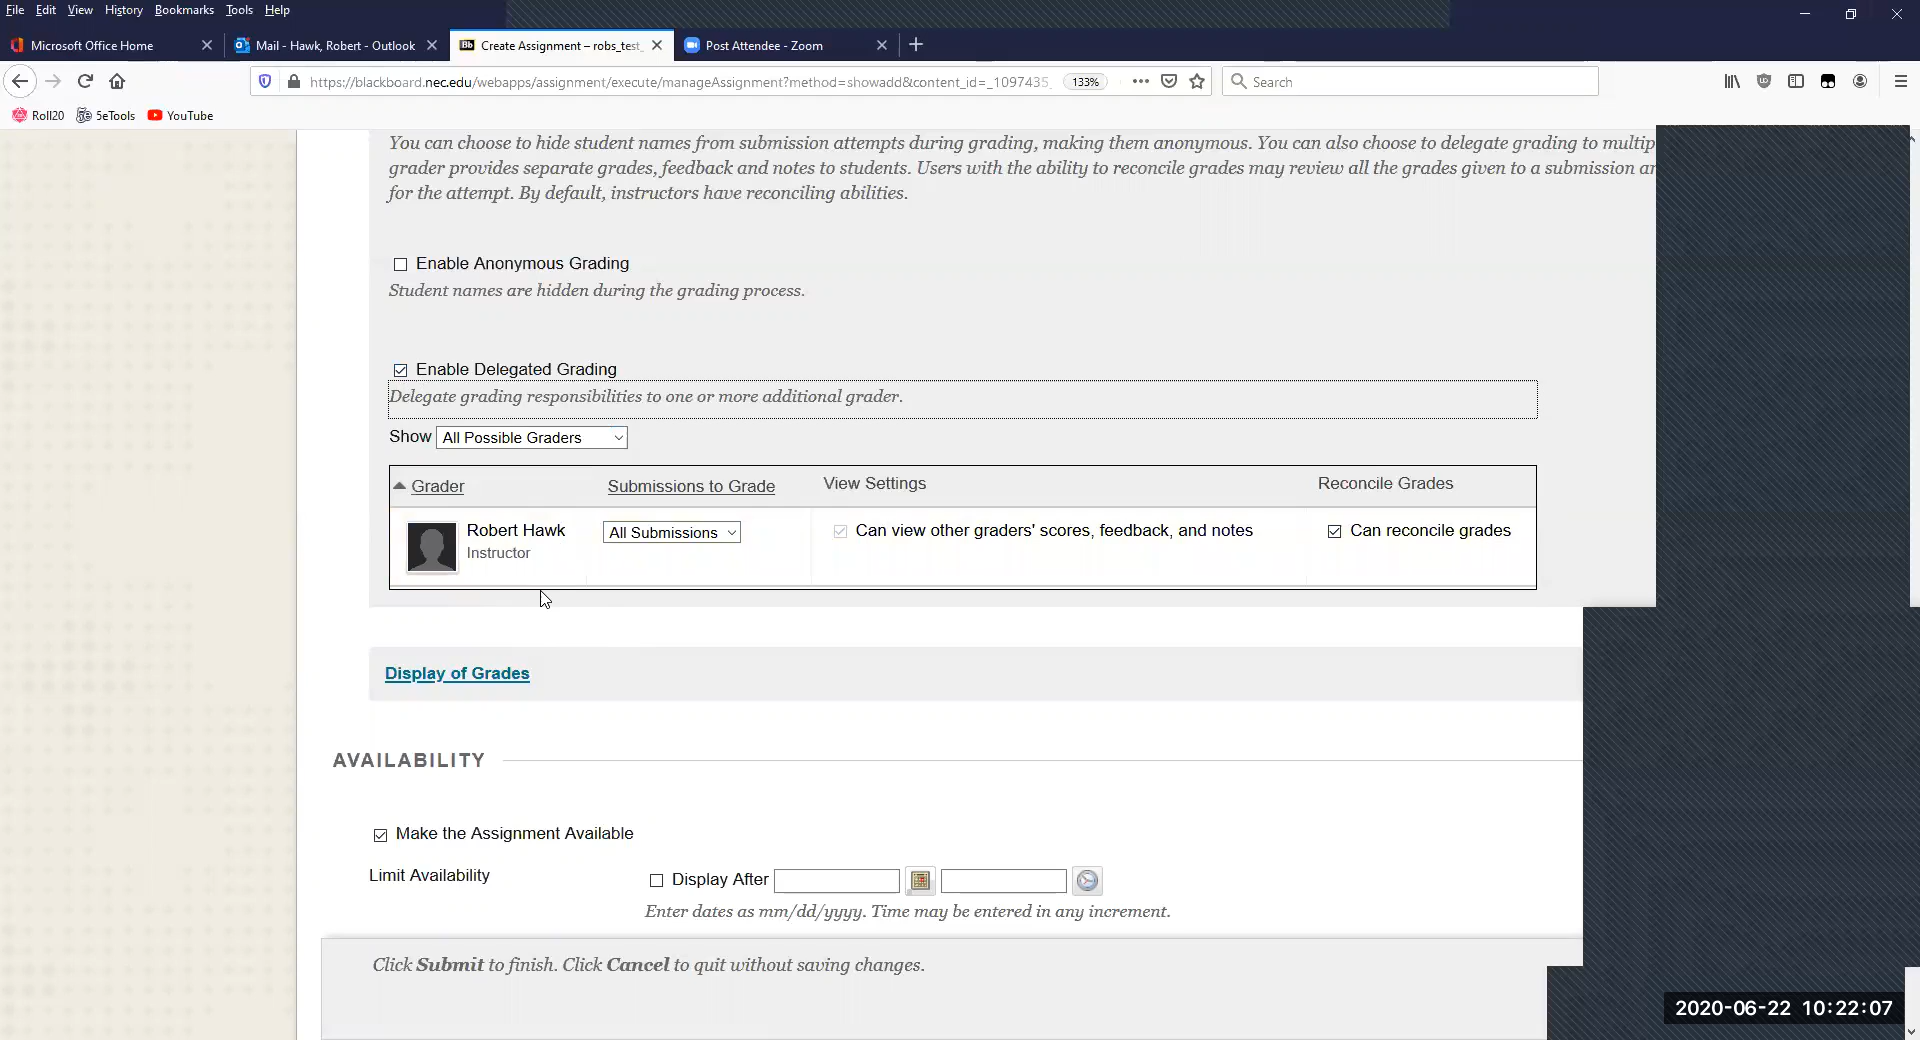 File Edit View History Bookmarks Tools Help
Microsoft Office Home
Mail - Hawk, Robert - Outlook
Create Assignment – robs_test_
Post Attendee - Zoom
https://blackboard.nec.edu/webapps/assignment/execute/manageAssignment?method=showadd&content_id=_1097435_
133%
Search
Roll20 5eTools YouTube
You can choose to hide student names from submission attempts during grading, making them anonymous. You can also choose to delegate grading to multip
grader provides separate grades, feedback and notes to students. Users with the ability to reconcile grades may review all the grades given to a submission a
for the attempt. By default, instructors have reconciling abilities.
Enable Anonymous Grading
Student names are hidden during the grading process.
Enable Delegated Grading
Delegate grading responsibilities to one or more additional grader.
Show All Possible Graders
Grader Submissions to Grade View Settings Reconcile Grades
Robert Hawk All Submissions Can view other graders' scores, feedback, and notes Can reconcile grades
Instructor
Display of Grades
AVAILABILITY
Make the Assignment Available
Limit Availability Display After
Enter dates as mm/dd/yyyy. Time may be entered in any increment.
Click Submit to finish. Click Cancel to quit without saving changes.
2020-06-22 10:22:07